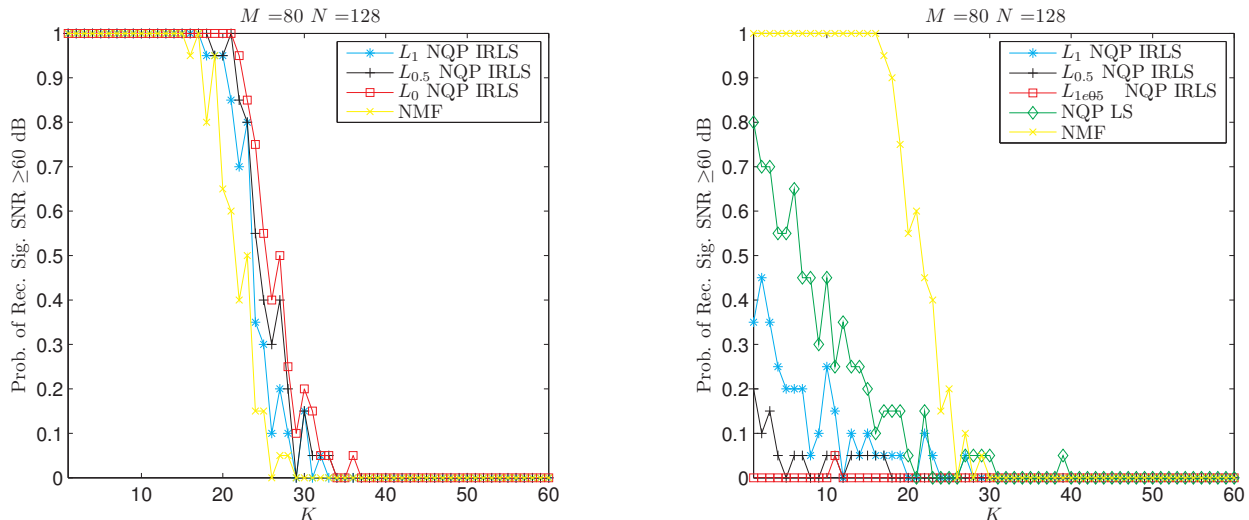 M =80 N =128
Prob. of Rec. Sig. SNR ≥60 dB
1
0.9
0.8
0.7
0.6
0.5
0.4
0.3
0.2
0.1
0
10
20
30
40
50
60
K
L1 NQP IRLS
L0.5 NQP IRLS
L0 NQP IRLS
NMF
M =80 N =128
Prob. of Rec. Sig. SNR ≥60 dB
1
0.9
0.8
0.7
0.6
0.5
0.4
0.3
0.2
0.1
0
10
20
30
40
50
60
K
L1 NQP IRLS
L0.5 NQP IRLS
L1e-05 NQP IRLS
NQP LS
NMF